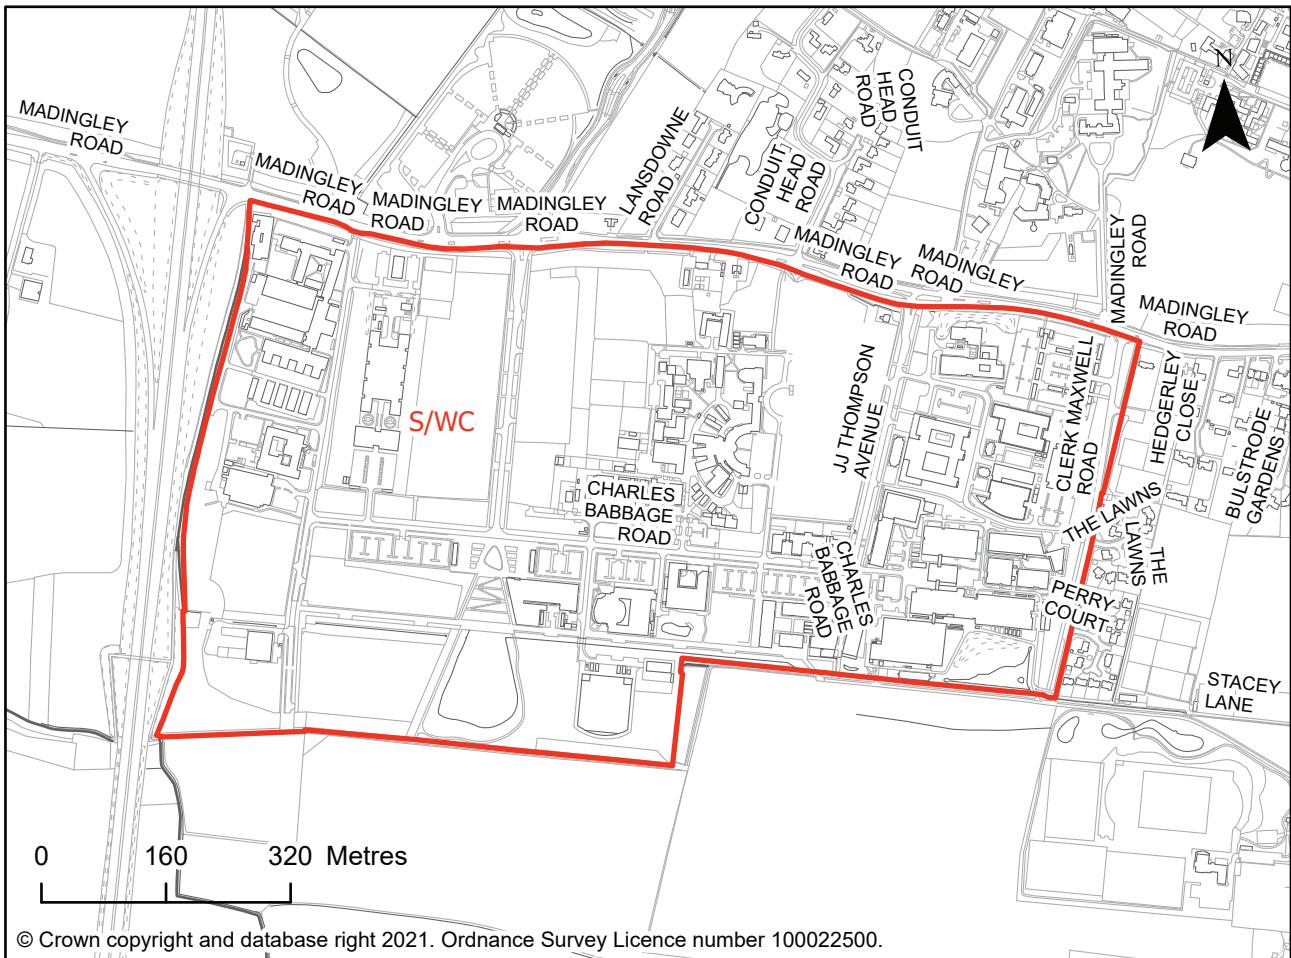 N
MADINGLEY
ROAD
MADINGLEY
ROAD
MADINGLEY
ROAD
MADINGLEY
ROAD
LANSDOWNE
ROAD
CONDUIT
HEAD
ROAD
CONDUIT
HEAD
ROAD
MADINGLEY
ROAD
MADINGLEY
ROAD
MADINGLEY
ROAD
MADINGLEY
ROAD
S/WC
JJ THOMPSON
AVENUE
CLERK MAXWELL
ROAD
HEDGERLEY
CLOSE
BULSTRODE
GARDENS
CHARLES
BABBAGE
ROAD
CHARLES
BABBAGE
ROAD
THE LAWNS
THE
LAWNS
PERRY
COURT
STACEY
LANE
0 160 320 Metres
© Crown copyright and database right 2021. Ordnance Survey Licence number 100022500.